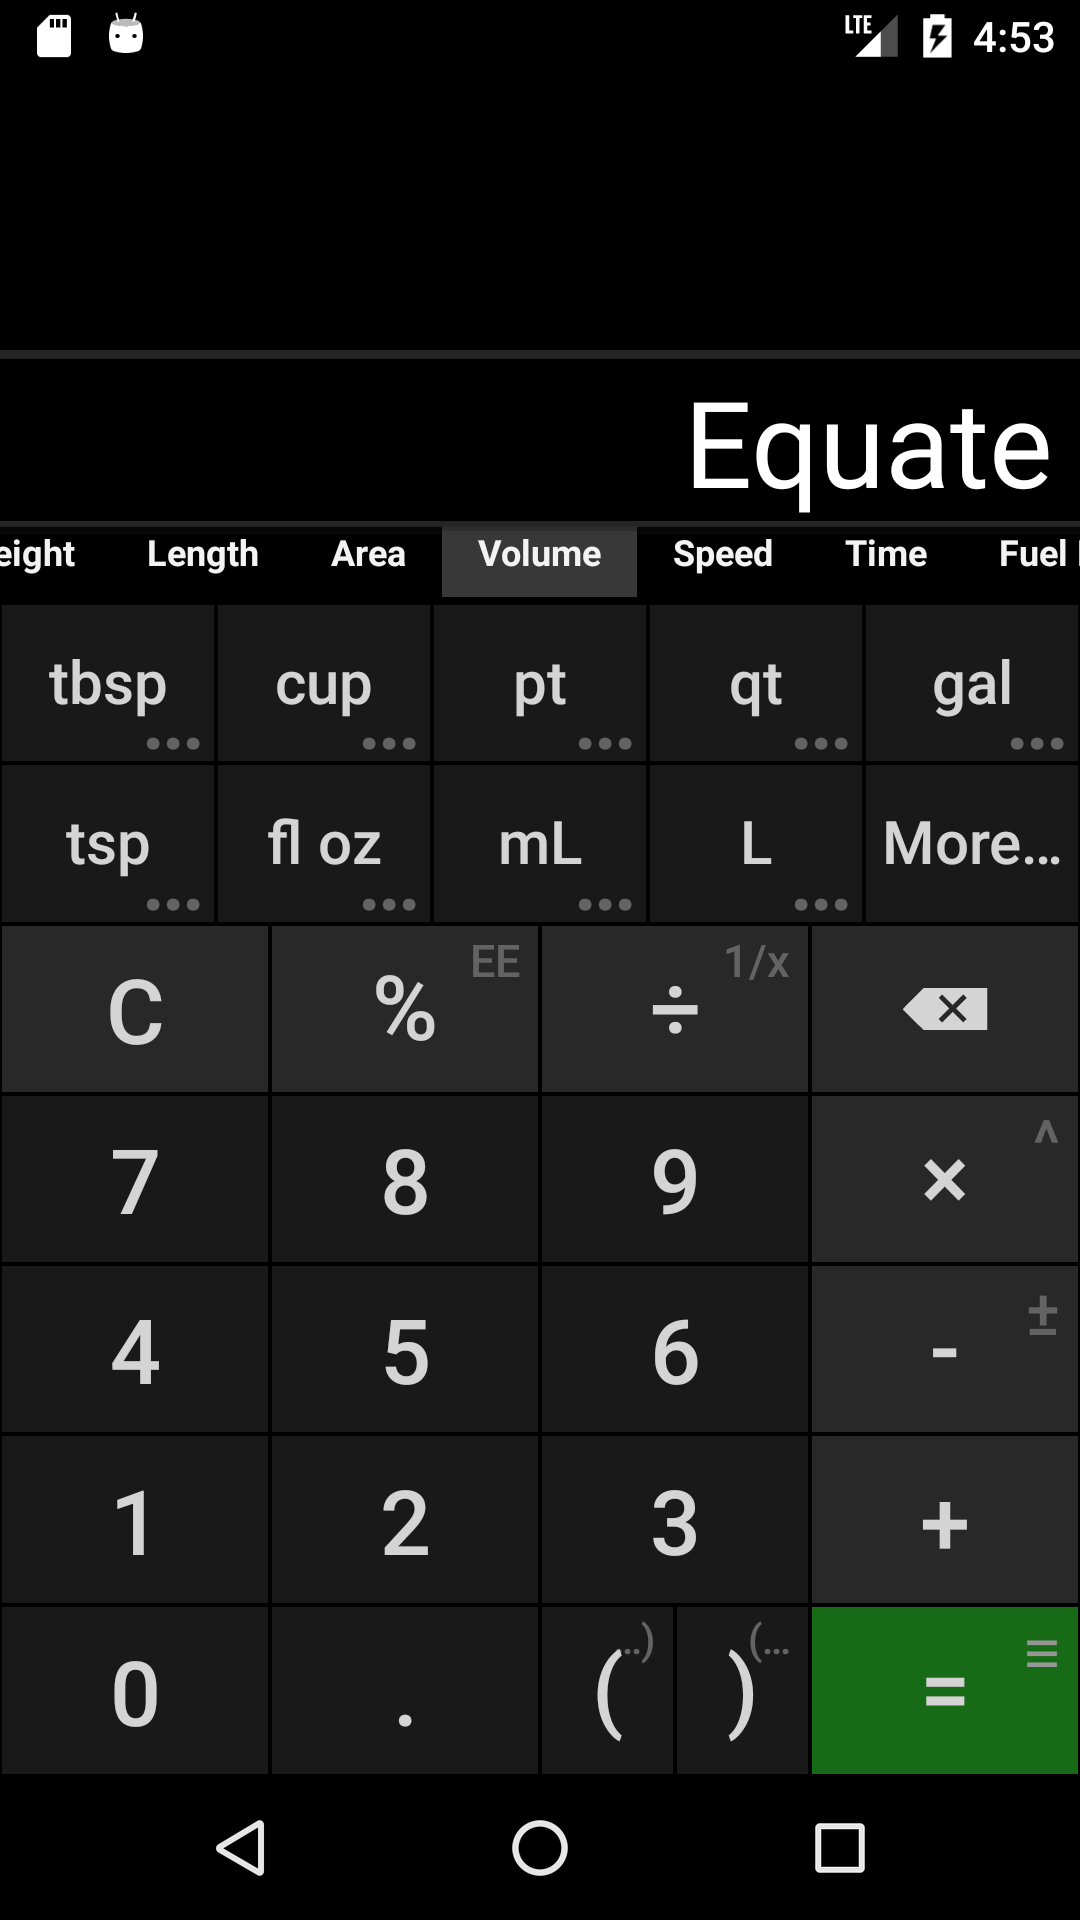 LTE 4:53
Equate
eight Length Area Volume Speed Time Fuel
tbsp cup pt qt gal
tsp fl oz mL L More...
C % EE ÷ 1/x
7 8 9 × ^
4 5 6 - ±
1 2 3 +
0 . ( ..) ) (... =